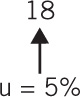 18
u = 5%